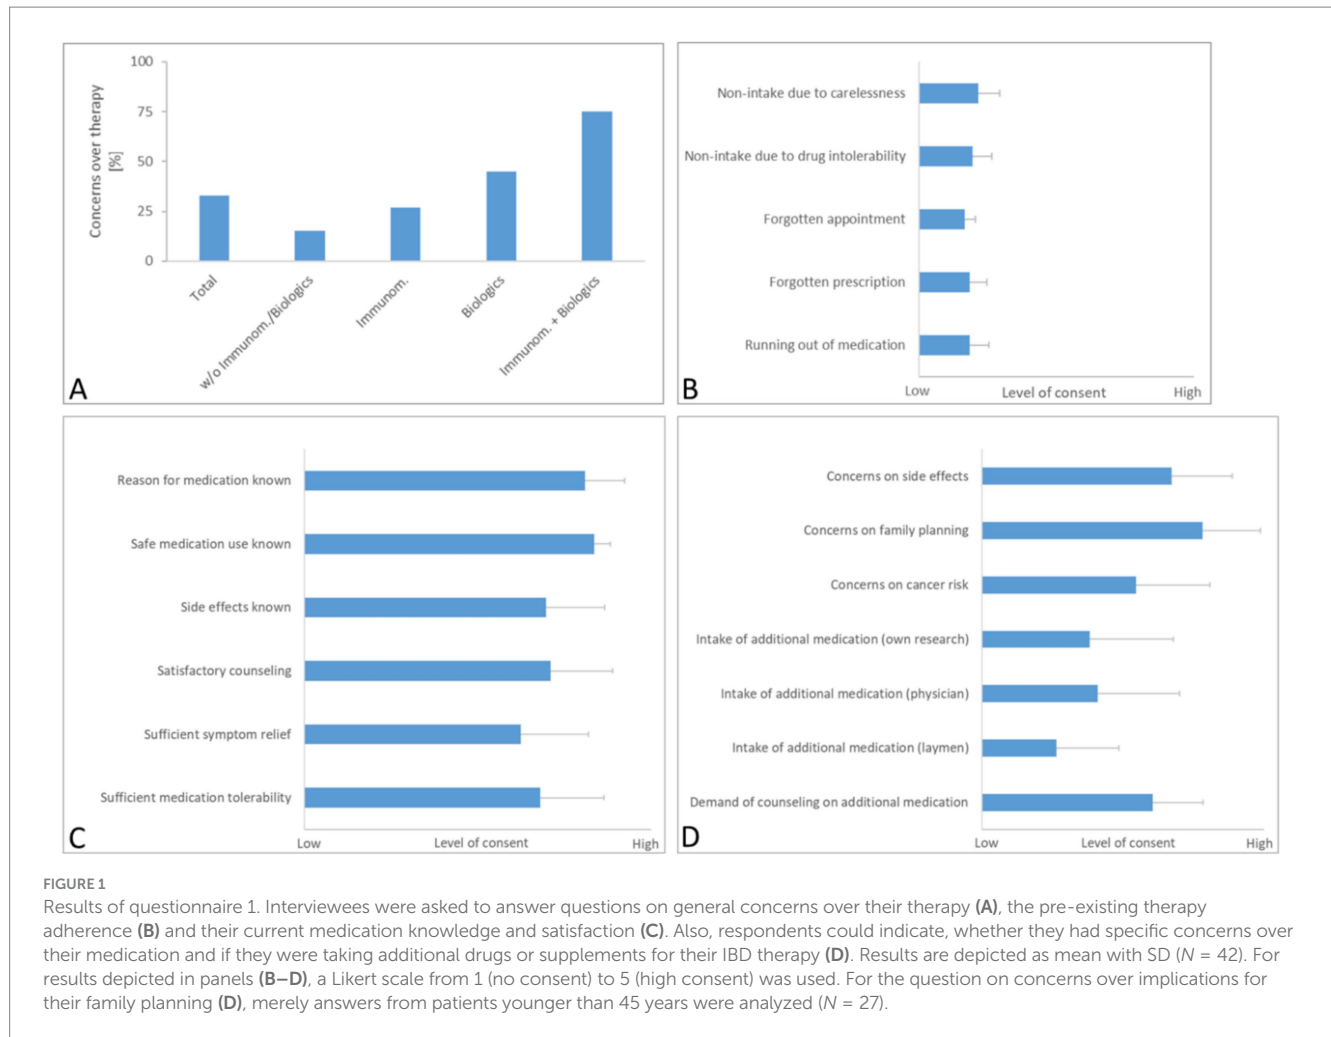 Concerns over therapy
[%]
100
75
50
25
0
Total
w/o Immunom./Biologics
Immunom.
Biologics
Immunom. + Biologics
A
Non-intake due to carelessness
Non-intake due to drug intolerability
Forgotten appointment
Forgotten prescription
Running out of medication
Low
Level of consent
High
B
Reason for medication known
Safe medication use known
Side effects known
Satisfactory counseling
Sufficient symptom relief
Sufficient medication tolerability
Low
Level of consent
High
C
Concerns on side effects
Concerns on family planning
Concerns on cancer risk
Intake of additional medication (own research)
Intake of additional medication (physician)
Intake of additional medication (laymen)
Demand of counseling on additional medication
Low
Level of consent
High
D
FIGURE 1
Results of questionnaire 1. Interviewees were asked to answer questions on general concerns over their therapy (A), the pre-existing therapy
adherence (B) and their current medication knowledge and satisfaction (C). Also, respondents could indicate, whether they had specific concerns over
their medication and if they were taking additional drugs or supplements for their IBD therapy (D). Results are depicted as mean with SD (N = 42). For
results depicted in panels (B–D), a Likert scale from 1 (no consent) to 5 (high consent) was used. For the question on concerns over implications for
their family planning (D), merely answers from patients younger than 45 years were analyzed (N = 27).